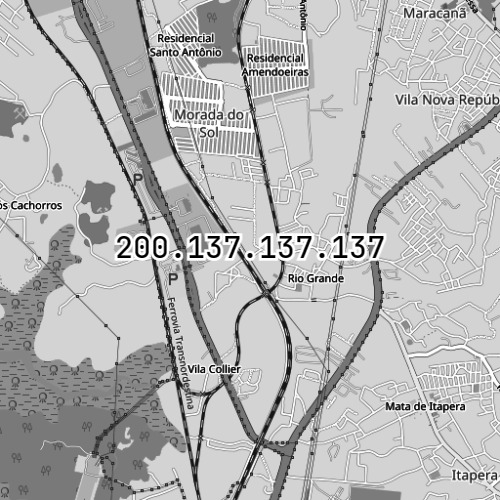 Maracanã
Residencial
Santo Antônio
Residencial
Amendoeiras
Antônio
Vila Nova Repúb
Morada do
Sol
P
os Cachorros
200.137.137.137
P
Rio Grande
Ferrovia Transnordestina
Vila Collier
Mata de Itapera
Itapera